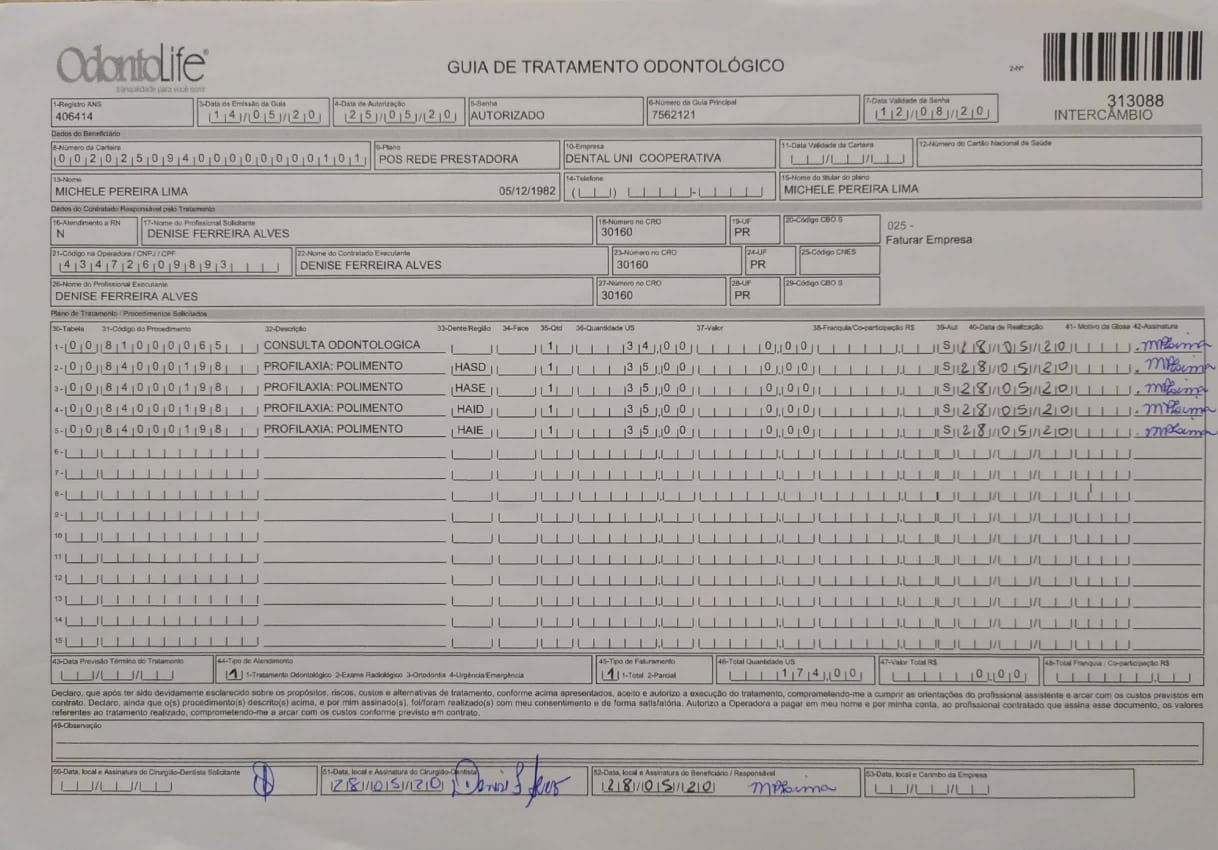 OdontoLife®
tranquilidade para você sorrir
GUIA DE TRATAMENTO ODONTOLÓGICO
2-Nº
313088
INTERCÂMBIO
1-Registro ANS
406414
3-Data de Emissão da Guia
14/05/20
4-Data de Autorização
25/05/20
5-Senha
AUTORIZADO
6-Número da Guia Principal
7562121
7-Data Validade da Senha
12/08/20
Dados do Beneficiário
8-Número da Carteira
00202509400000000101
9-Plano
POS REDE PRESTADORA
10-Empresa
DENTAL UNI COOPERATIVA
11-Data Validade da Carteira
12-Número do Cartão Nacional de Saúde
13-Nome
MICHELE PEREIRA LIMA 05/12/1982
14-Telefone
15-Nome do titular do plano
MICHELE PEREIRA LIMA
Dados do Contratado Responsável pelo Tratamento
16-Atendimento a RN
N
17-Nome do Profissional Solicitante
DENISE FERREIRA ALVES
18-Número no CRO
30160
19-UF
PR
20-Código CBO S
025 -
Faturar Empresa
21-Código na Operadora / CNPJ / CPF
43472609893
22-Nome do Contratado Executante
DENISE FERREIRA ALVES
23-Número no CRO
30160
24-UF
PR
25-Código CNES
26-Nome do Profissional Executante
DENISE FERREIRA ALVES
27-Número no CRO
30160
28-UF
PR
29-Código CBO S
Plano de Tratamento / Procedimentos Solicitados
30-Tabela 31-Código do Procedimento 32-Descrição 33-Dente/Região 34-Face 35-Qtd 36-Quantidade US 37-Valor 38-Franquia/Co-participação R$ 39-Aut 40-Data de Realização 41- Motivo da Glosa 42-Assinatura
1- 00 81000065 CONSULTA ODONTOLOGICA 1 34,00 0,00 S 28/05/20 MPLima
2- 00 84000198 PROFILAXIA: POLIMENTO HASD 1 35,00 0,00 S 28/05/20 MPLima
3- 00 84000198 PROFILAXIA: POLIMENTO HASE 1 35,00 0,00 S 28/05/20 MPLima
4- 00 84000198 PROFILAXIA: POLIMENTO HAID 1 35,00 0,00 S 28/05/20 MPLima
5- 00 84000198 PROFILAXIA: POLIMENTO HAIE 1 35,00 0,00 S 28/05/20 MPLima
6-
7-
8-
9-
10
11
12
13
14
15
43-Data Previsão Término do Tratamento
44-Tipo de Atendimento
1 1-Tratamento Odontológico 2-Exame Radiológico 3-Ortodontia 4-Urgência/Emergência
45-Tipo de Faturamento
1 1-Total 2-Parcial
46-Total Quantidade US
174,00
47-Valor Total R$
0,00
48-Total Franquia / Co-participação R$
Declaro, que após ter sido devidamente esclarecido sobre os propósitos, riscos, custos e alternativas de tratamento, conforme acima apresentados, aceito e autorizo a execução do tratamento, comprometendo-me a cumprir as orientações do profissional assistente e arcar com os custos previstos em
contrato. Declaro, ainda que o(s) procedimento(s) descrito(s) acima, e por mim assinado(s), foi/foram realizado(s) com meu consentimento e de forma satisfatória. Autorizo a Operadora a pagar em meu nome e por minha conta, ao profissional contratado que assina esse documento, os valores
referentes ao tratamento realizado, comprometendo-me a arcar com os custos conforme previsto em contrato.
49-Observação
50-Data, local e Assinatura do Cirurgião-Dentista Solicitante
51-Data, local e Assinatura do Cirurgião-Dentista
28/05/20
52-Data, local e Assinatura do Beneficiário / Responsável
28/05/20 MPLima
53-Data, local e Carimbo da Empresa